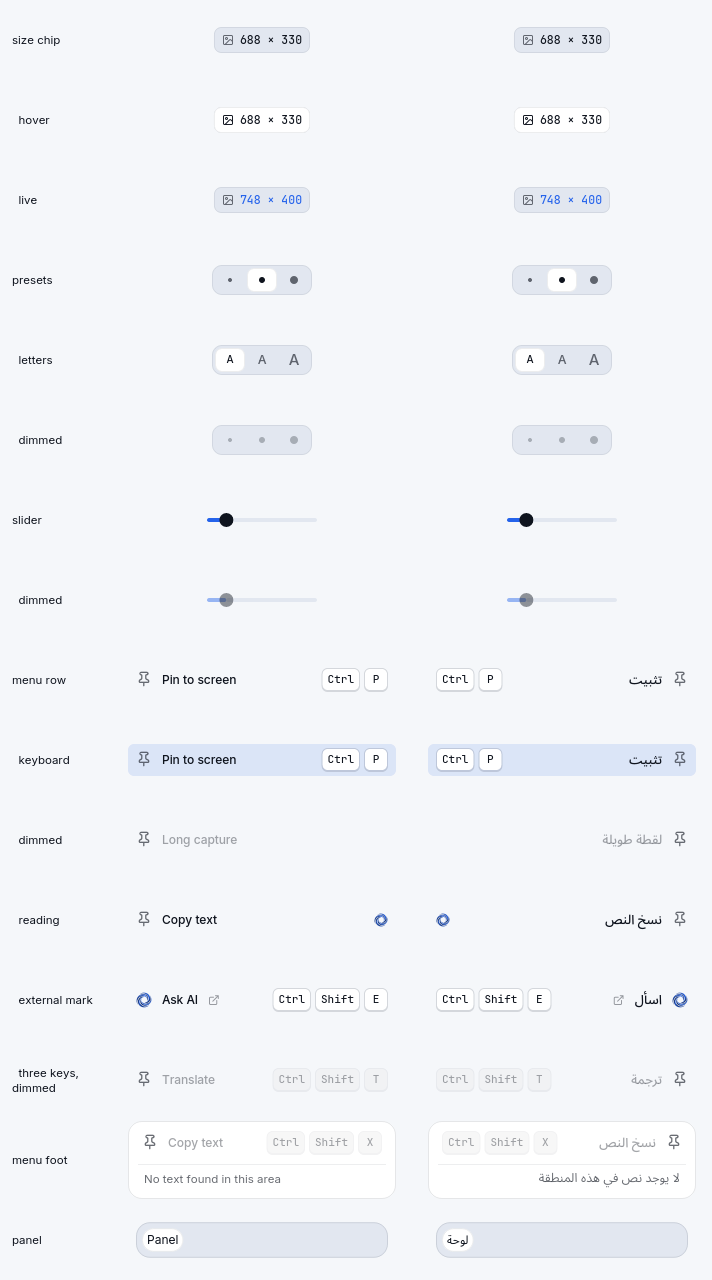 size chip 688 × 330 688 × 330
hover 688 × 330 688 × 330
live 748 × 400 748 × 400
presets
letters A A A A A A
dimmed
slider
dimmed
menu row Pin to screen Ctrl P Ctrl P تثبيت
keyboard Pin to screen Ctrl P Ctrl P تثبيت
dimmed Long capture لقطة طويلة
reading Copy text نسخ النص
external mark Ask AI Ctrl Shift E Ctrl Shift E اسأل
three keys,
dimmed Translate Ctrl Shift T Ctrl Shift T ترجمة
menu foot Copy text Ctrl Shift X Ctrl Shift X نسخ النص
No text found in this area لا يوجد نص في هذه المنطقة
panel Panel لوحة